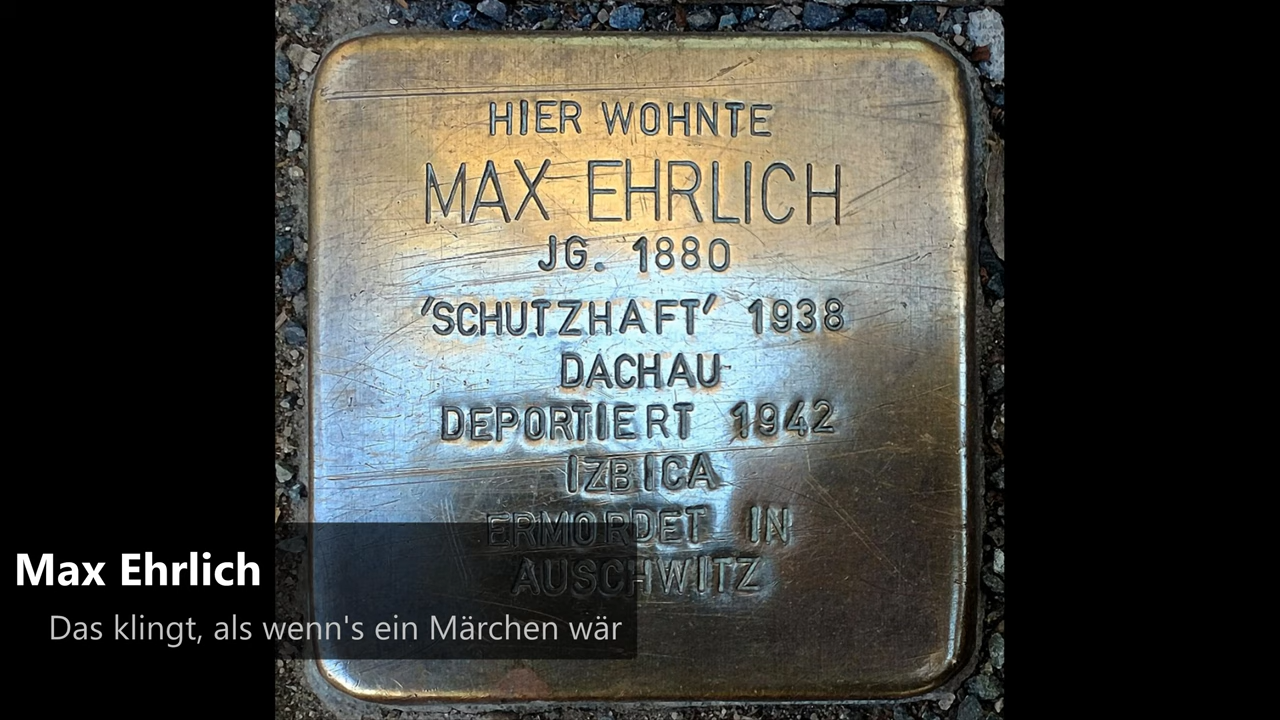 HIER WOHNTE
MAX EHRLICH
JG. 1880
'SCHUTZHAFT' 1938
DACHAU
DEPORTIERT 1942
IZBICA
ERMORDET IN
AUSCHWITZ
Max Ehrlich
Das klingt, als wenn's ein Märchen wär